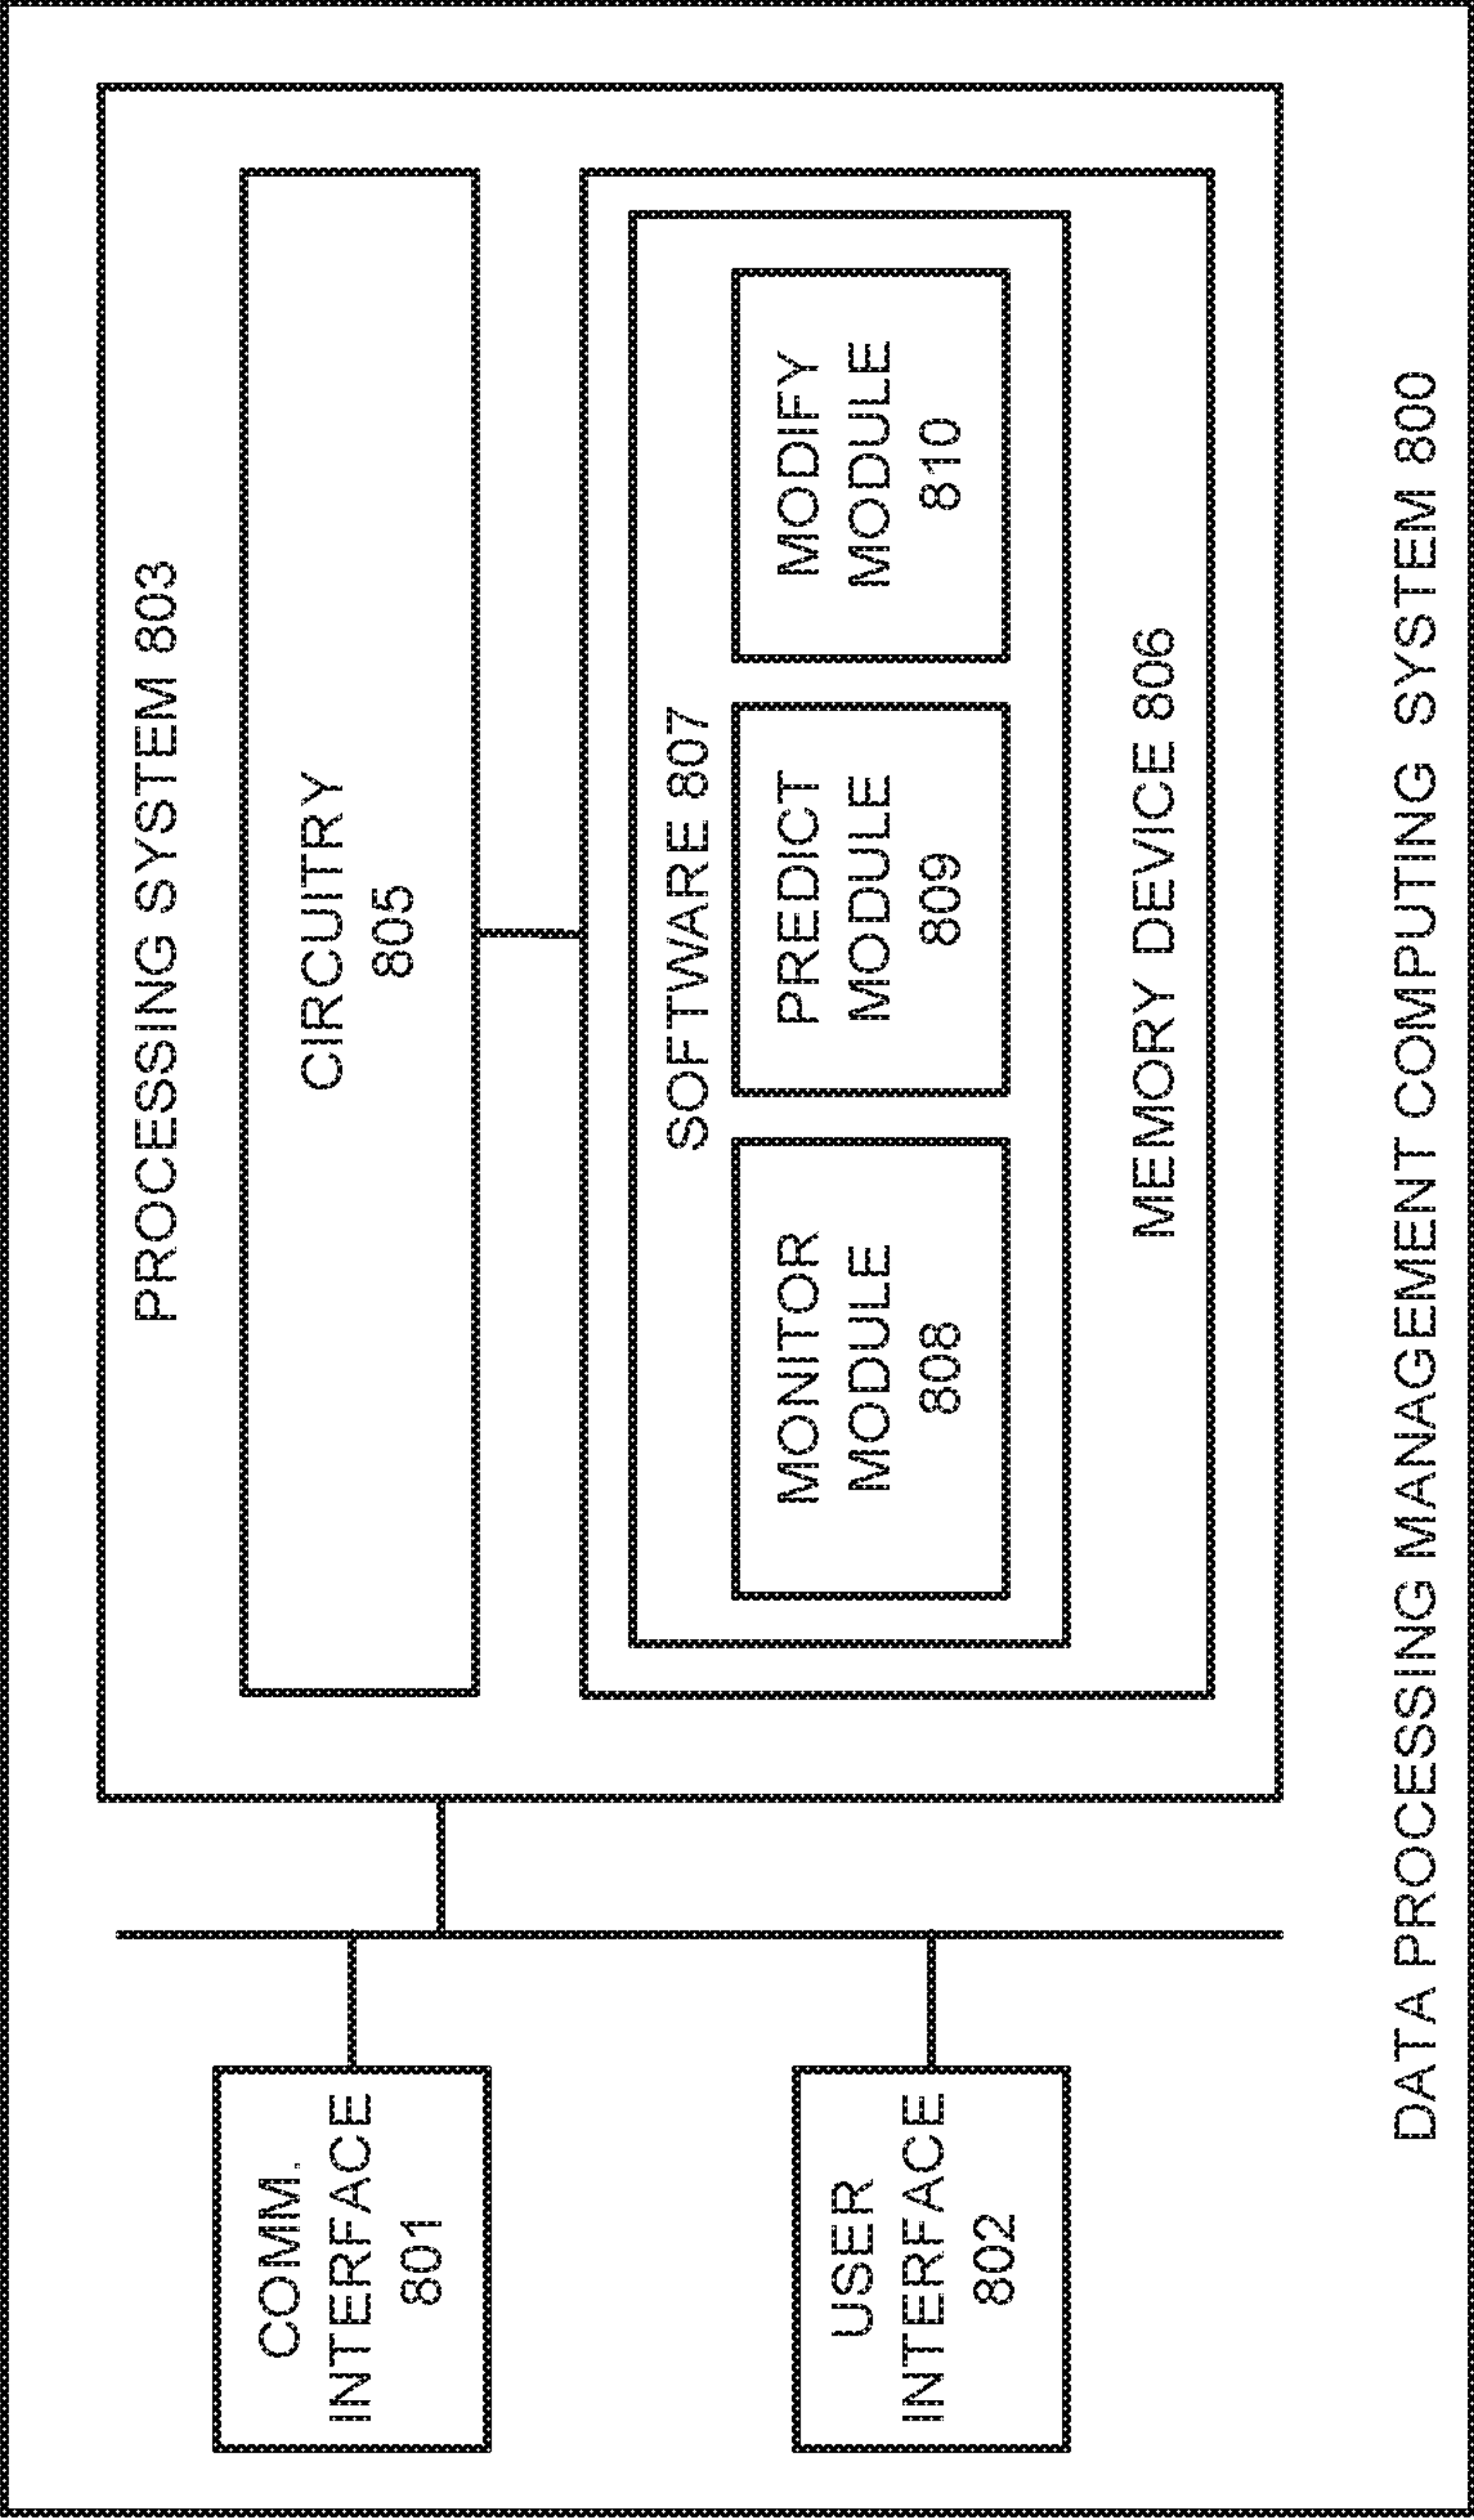 COMM.
INTERFACE
801
USER
INTERFACE
802
PROCESSING SYSTEM 803
CIRCUITRY
805
SOFTWARE 807
MONITOR
MODULE
808
PREDICT
MODULE
809
MODIFY
MODULE
810
MEMORY DEVICE 806
DATA PROCESSING MANAGEMENT COMPUTING SYSTEM 800